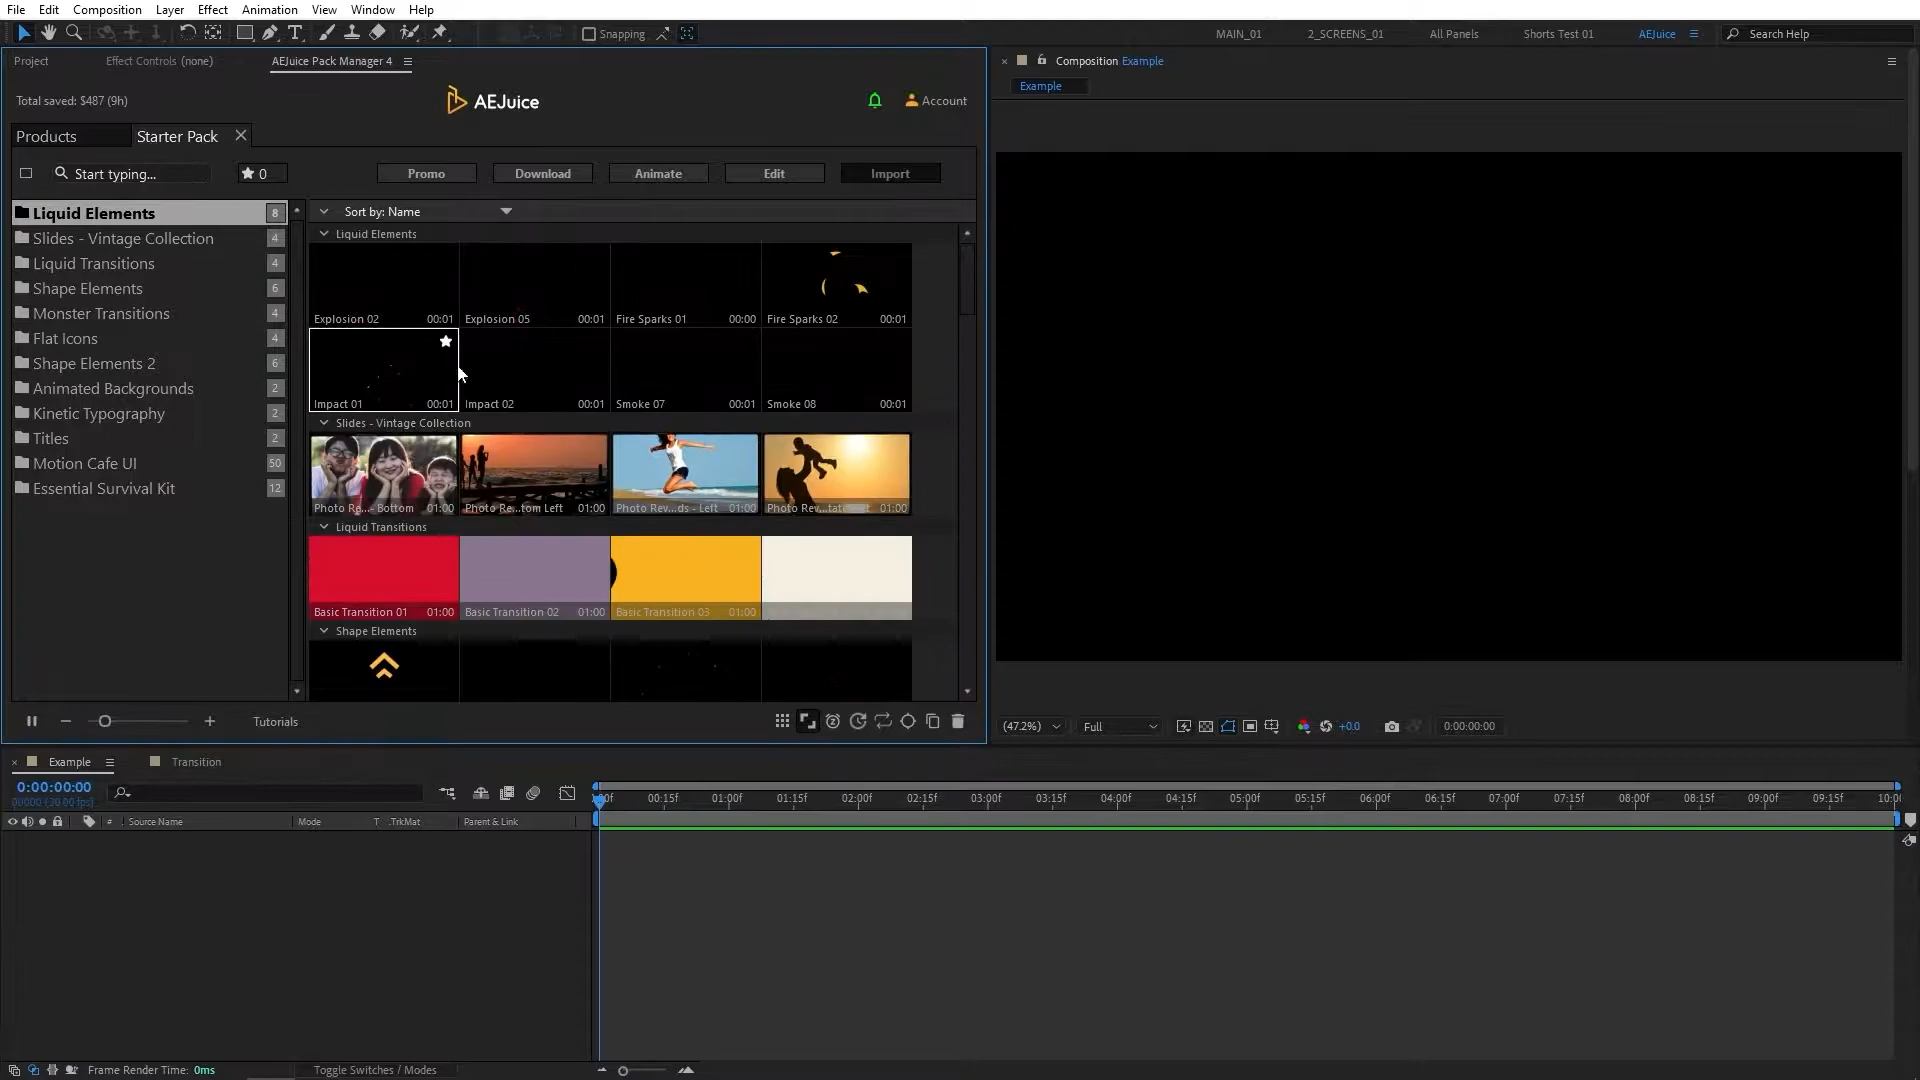 File Edit Composition Layer Effect Animation View Window Help
Snapping MAIN_01 2_SCREENS_01 All Panels Shorts Test 01 AEJuice Search Help
Project Effect Controls (none) AEJuice Pack Manager 4
Composition Example
Example
Total saved: $487 (9h) AEJuice Account
Products Starter Pack
Start typing... 0 Promo Download Animate Edit Import
Liquid Elements 8
Slides - Vintage Collection 4
Liquid Transitions 4
Shape Elements 6
Monster Transitions 4
Flat Icons 4
Shape Elements 2 6
Animated Backgrounds 2
Kinetic Typography 2
Titles 2
Motion Cafe UI 50
Essential Survival Kit 12
Sort by: Name
Liquid Elements
Explosion 02 00:01 Explosion 05 00:01 Fire Sparks 01 00:00 Fire Sparks 02 00:01
Impact 01 00:01 Impact 02 00:01 Smoke 07 00:01 Smoke 08 00:01
Slides - Vintage Collection
Photo Re...- Bottom 01:00 Photo Re...tom Left 01:00 Photo Rev...ds - Left 01:00 Photo Rev... 01:00
Liquid Transitions
Basic Transition 01 01:00 Basic Transition 02 01:00 Basic Transition 03 01:00
Shape Elements
Tutorials
(47.2%) Full +0.0 0:00:00:00
Example Transition
0:00:00:00
00000 (30.00 fps)
:00f 00:15f 01:00f 01:15f 02:00f 02:15f 03:00f 03:15f 04:00f 04:15f 05:00f 05:15f 06:00f 06:15f 07:00f 07:15f 08:00f 08:15f 09:00f 09:15f 10:0
# Source Name Mode T .TrkMat Parent & Link
Frame Render Time: 0ms Toggle Switches / Modes